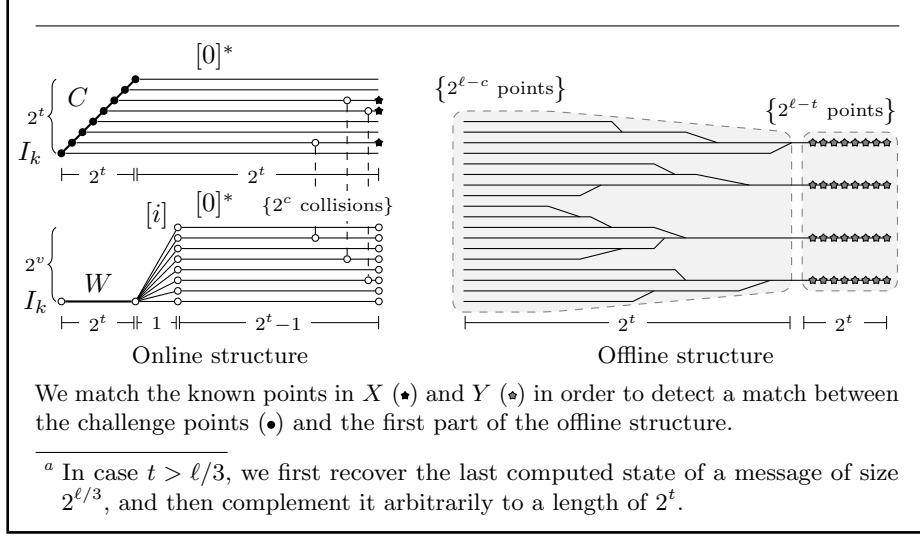 [0]*
{2^{ℓ−c} points}
2^t
C
{2^{ℓ−t} points}
I_k
2^t
2^t
[0]*
{2^c collisions}
[i]
2^v
W
I_k
2^t
1
2^t−1
2^t
2^t
Online structure
Offline structure
We match the known points in X (★) and Y (☆) in order to detect a match between
the challenge points (●) and the first part of the offline structure.
a In case t > ℓ/3, we first recover the last computed state of a message of size
2^{ℓ/3}, and then complement it arbitrarily to a length of 2^t.